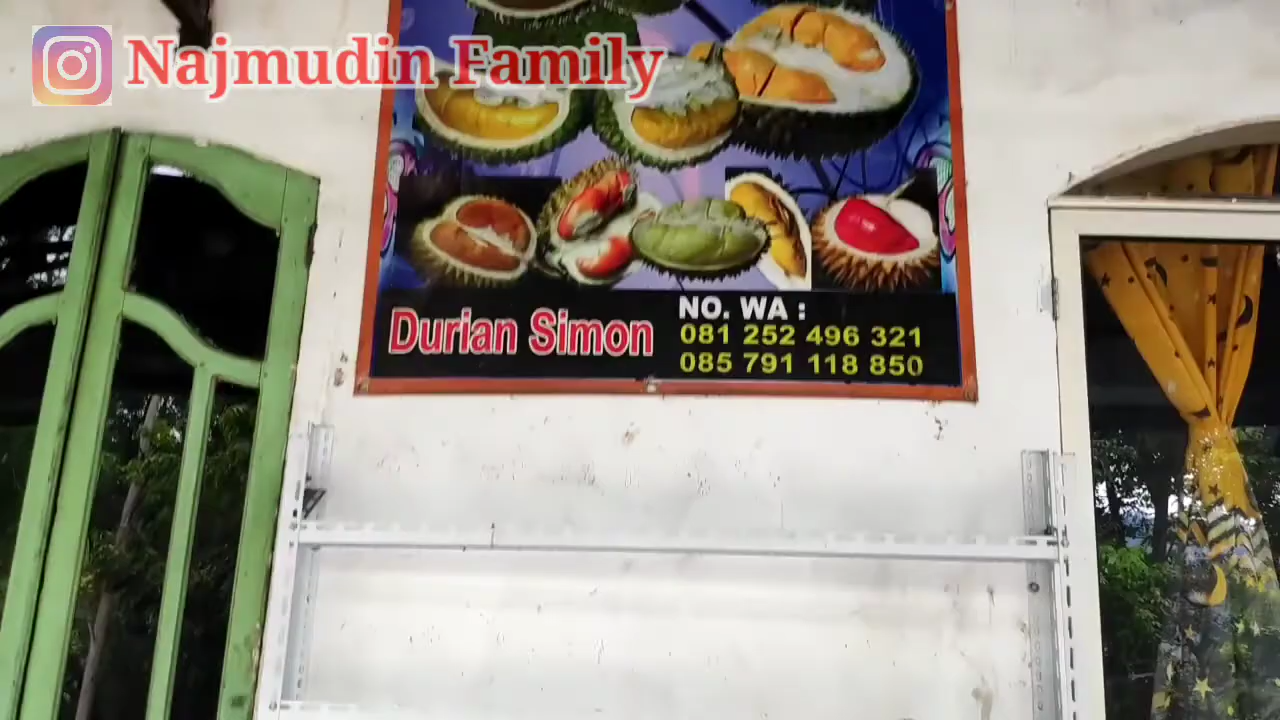 Najmudin Family
Durian Simon
NO. WA :
081 252 496 321
085 791 118 850